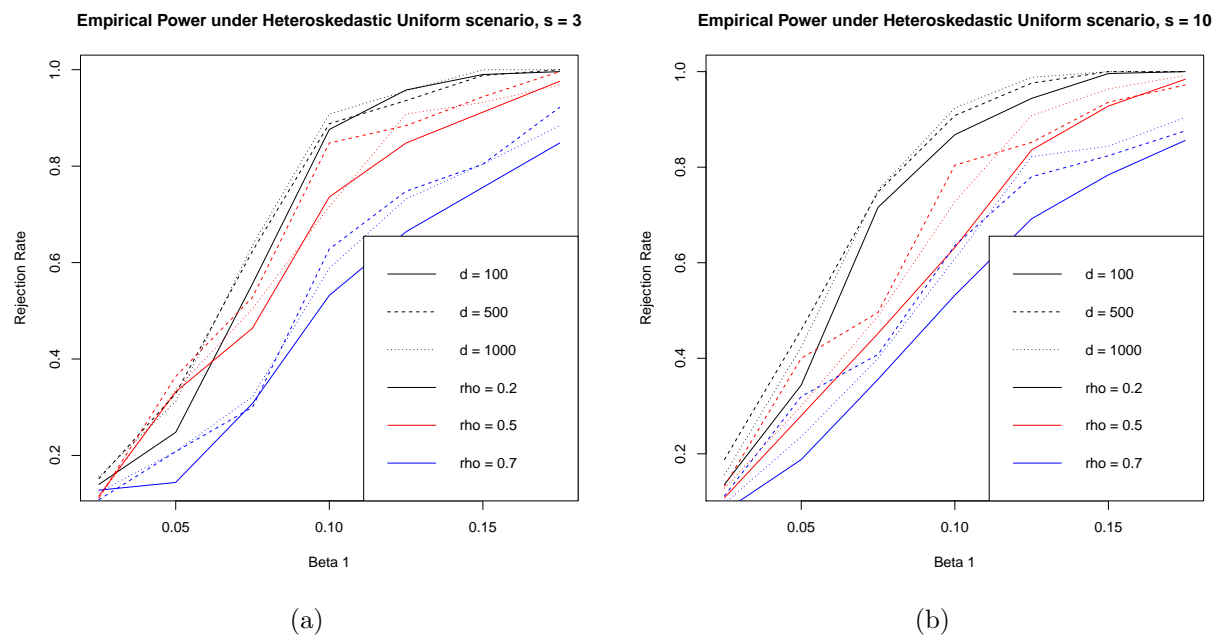 Empirical Power under Heteroskedastic Uniform scenario, s = 3
Rejection Rate
1.0
0.8
0.6
0.4
0.2
d = 100
d = 500
d = 1000
rho = 0.2
rho = 0.5
rho = 0.7
0.05
0.10
0.15
Beta 1
(a)
Empirical Power under Heteroskedastic Uniform scenario, s = 10
Rejection Rate
1.0
0.8
0.6
0.4
0.2
d = 100
d = 500
d = 1000
rho = 0.2
rho = 0.5
rho = 0.7
0.05
0.10
0.15
Beta 1
(b)